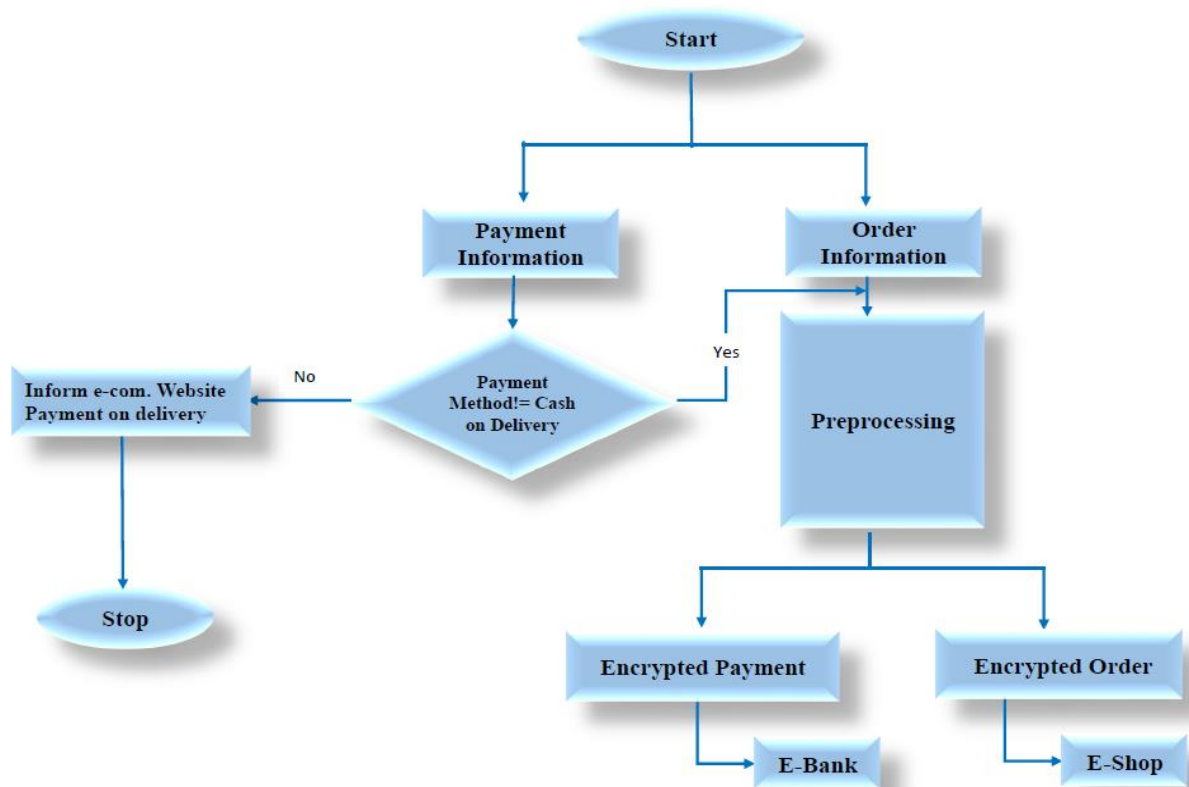 Start
Payment
Information
Order
Information
Yes
No
Inform e-com. Website
Payment on delivery
Payment
Method!= Cash
on Delivery
Preprocessing
Stop
Encrypted Payment
Encrypted Order
E-Bank
E-Shop